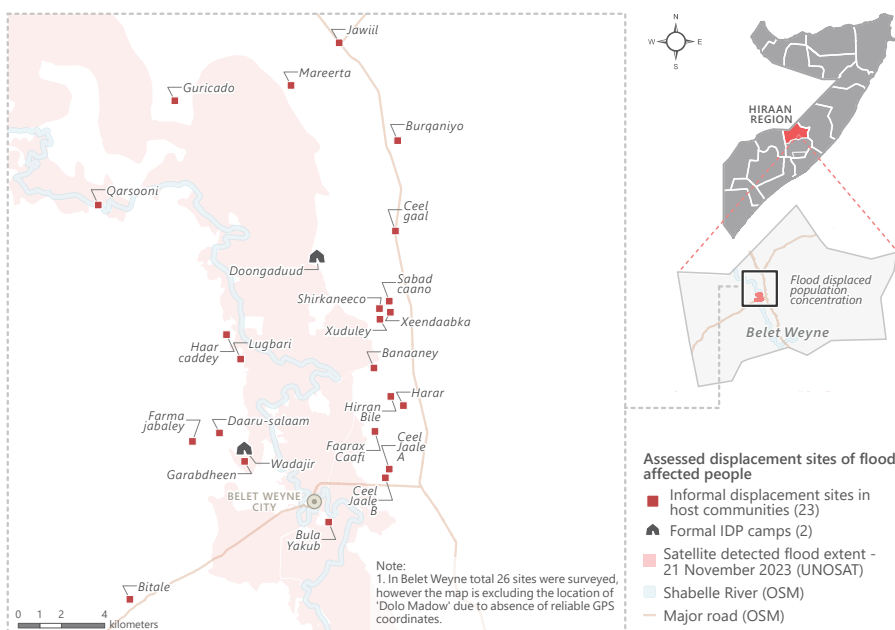 Jawiil
Mareerta
Guricado
Burqaniyo
Qarsooni
Ceel
gaal
Doongaduud
Sabad
caano
Shirkaneeco
Xeendaabka
Xuduley
Haar
caddey
Lugbari
Banaaney
Harar
Hirran
Bile
Farma
jabaley
Daaru-salaam
Faarax
Caafi
Ceel
Jaale
A
Wadajir
Garabdheen
BELET WEYNE
CITY
Ceel
Jaale
B
Bula
Yakub
Bitale
Note:
1. In Belet Weyne total 26 sites were surveyed,
however the map is excluding the location of
'Dolo Madow' due to absence of reliable GPS
coordinates.
0 1 2 4
kilometers
N
W E
S
HIRAAN
REGION
Flood displaced
population
concentration
Belet Weyne
Assessed displacement sites of flood
affected people
Informal displacement sites in
host communities (23)
Formal IDP camps (2)
Satellite detected flood extent -
21 November 2023 (UNOSAT)
Shabelle River (OSM)
Major road (OSM)